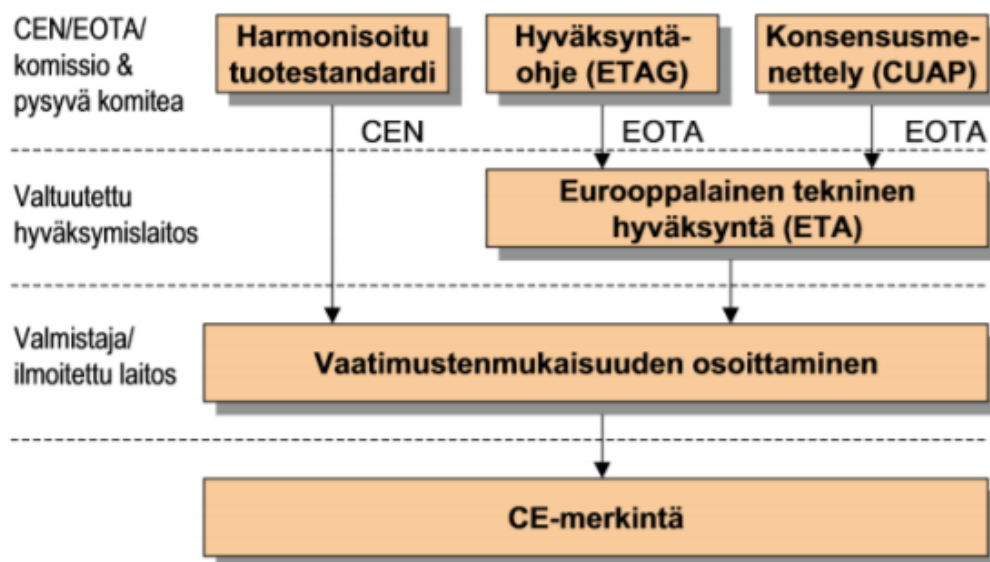 CEN/EOTA/
komissio &
pysyvä komitea
Harmonisoitu
tuotestandardi
Hyväksyntä-
ohje (ETAG)
Konsensusme-
nettely (CUAP)
CEN
EOTA
EOTA
Valtuutettu
hyväksymislaitos
Eurooppalainen tekninen
hyväksyntä (ETA)
Valmistaja/
ilmoitettu laitos
Vaatimustenmukaisuuden osoittaminen
CE-merkintä